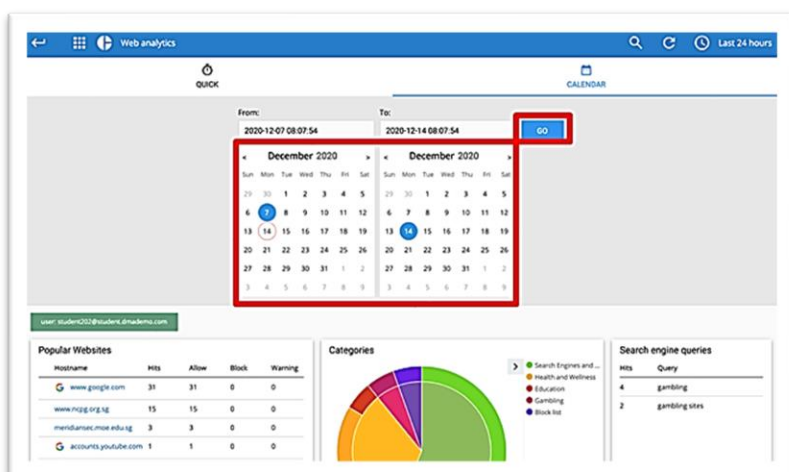 Web analytics
Last 24 hours
QUICK
CALENDAR
From:
To:
2020-12-07 08:07:54
2020-12-14 08:07:54
GO
« December 2020 »
« December 2020 »
Sun Mon Tue Wed Thu Fri Sat
Sun Mon Tue Wed Thu Fri Sat
29 30 1 2 3 4 5
29 30 1 2 3 4 5
6 7 8 9 10 11 12
6 7 8 9 10 11 12
13 14 15 16 17 18 19
13 14 15 16 17 18 19
20 21 22 23 24 25 26
20 21 22 23 24 25 26
27 28 29 30 31 1 2
27 28 29 30 31 1 2
3 4 5 6 7 8 9
3 4 5 6 7 8 9
user: student202@student.dmademo.com
Popular Websites
Hostname Hits Allow Block Warning
www.google.com 31 31 0 0
www.ncpg.org.sg 15 15 0 0
meridiansec.moe.edu.sg 3 3 0 0
accounts.youtube.com 1 1 0 0
Categories
Search Engines and ...
Health and Wellness
Education
Gambling
Block list
Search engine queries
Hits Query
4 gambling
2 gambling sites